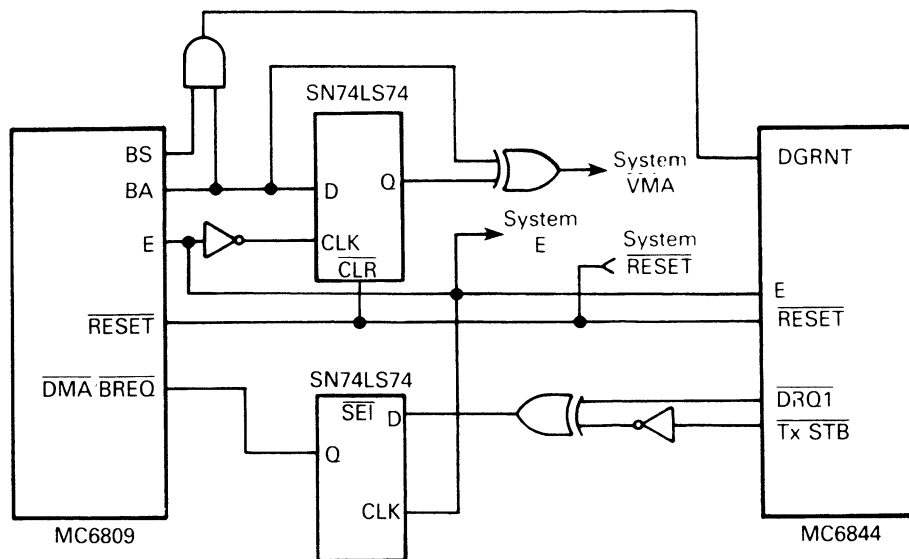 SN74LS74
BS
DGRNT
BA
D
Q
System
VMA
System
E
E
CLK
CLR
System
RESET
E
RESET
RESET
SN74LS74
DMA BREQ
SEI
D
DRQ1
Q
Tx STB
CLK
MC6809
MC6844